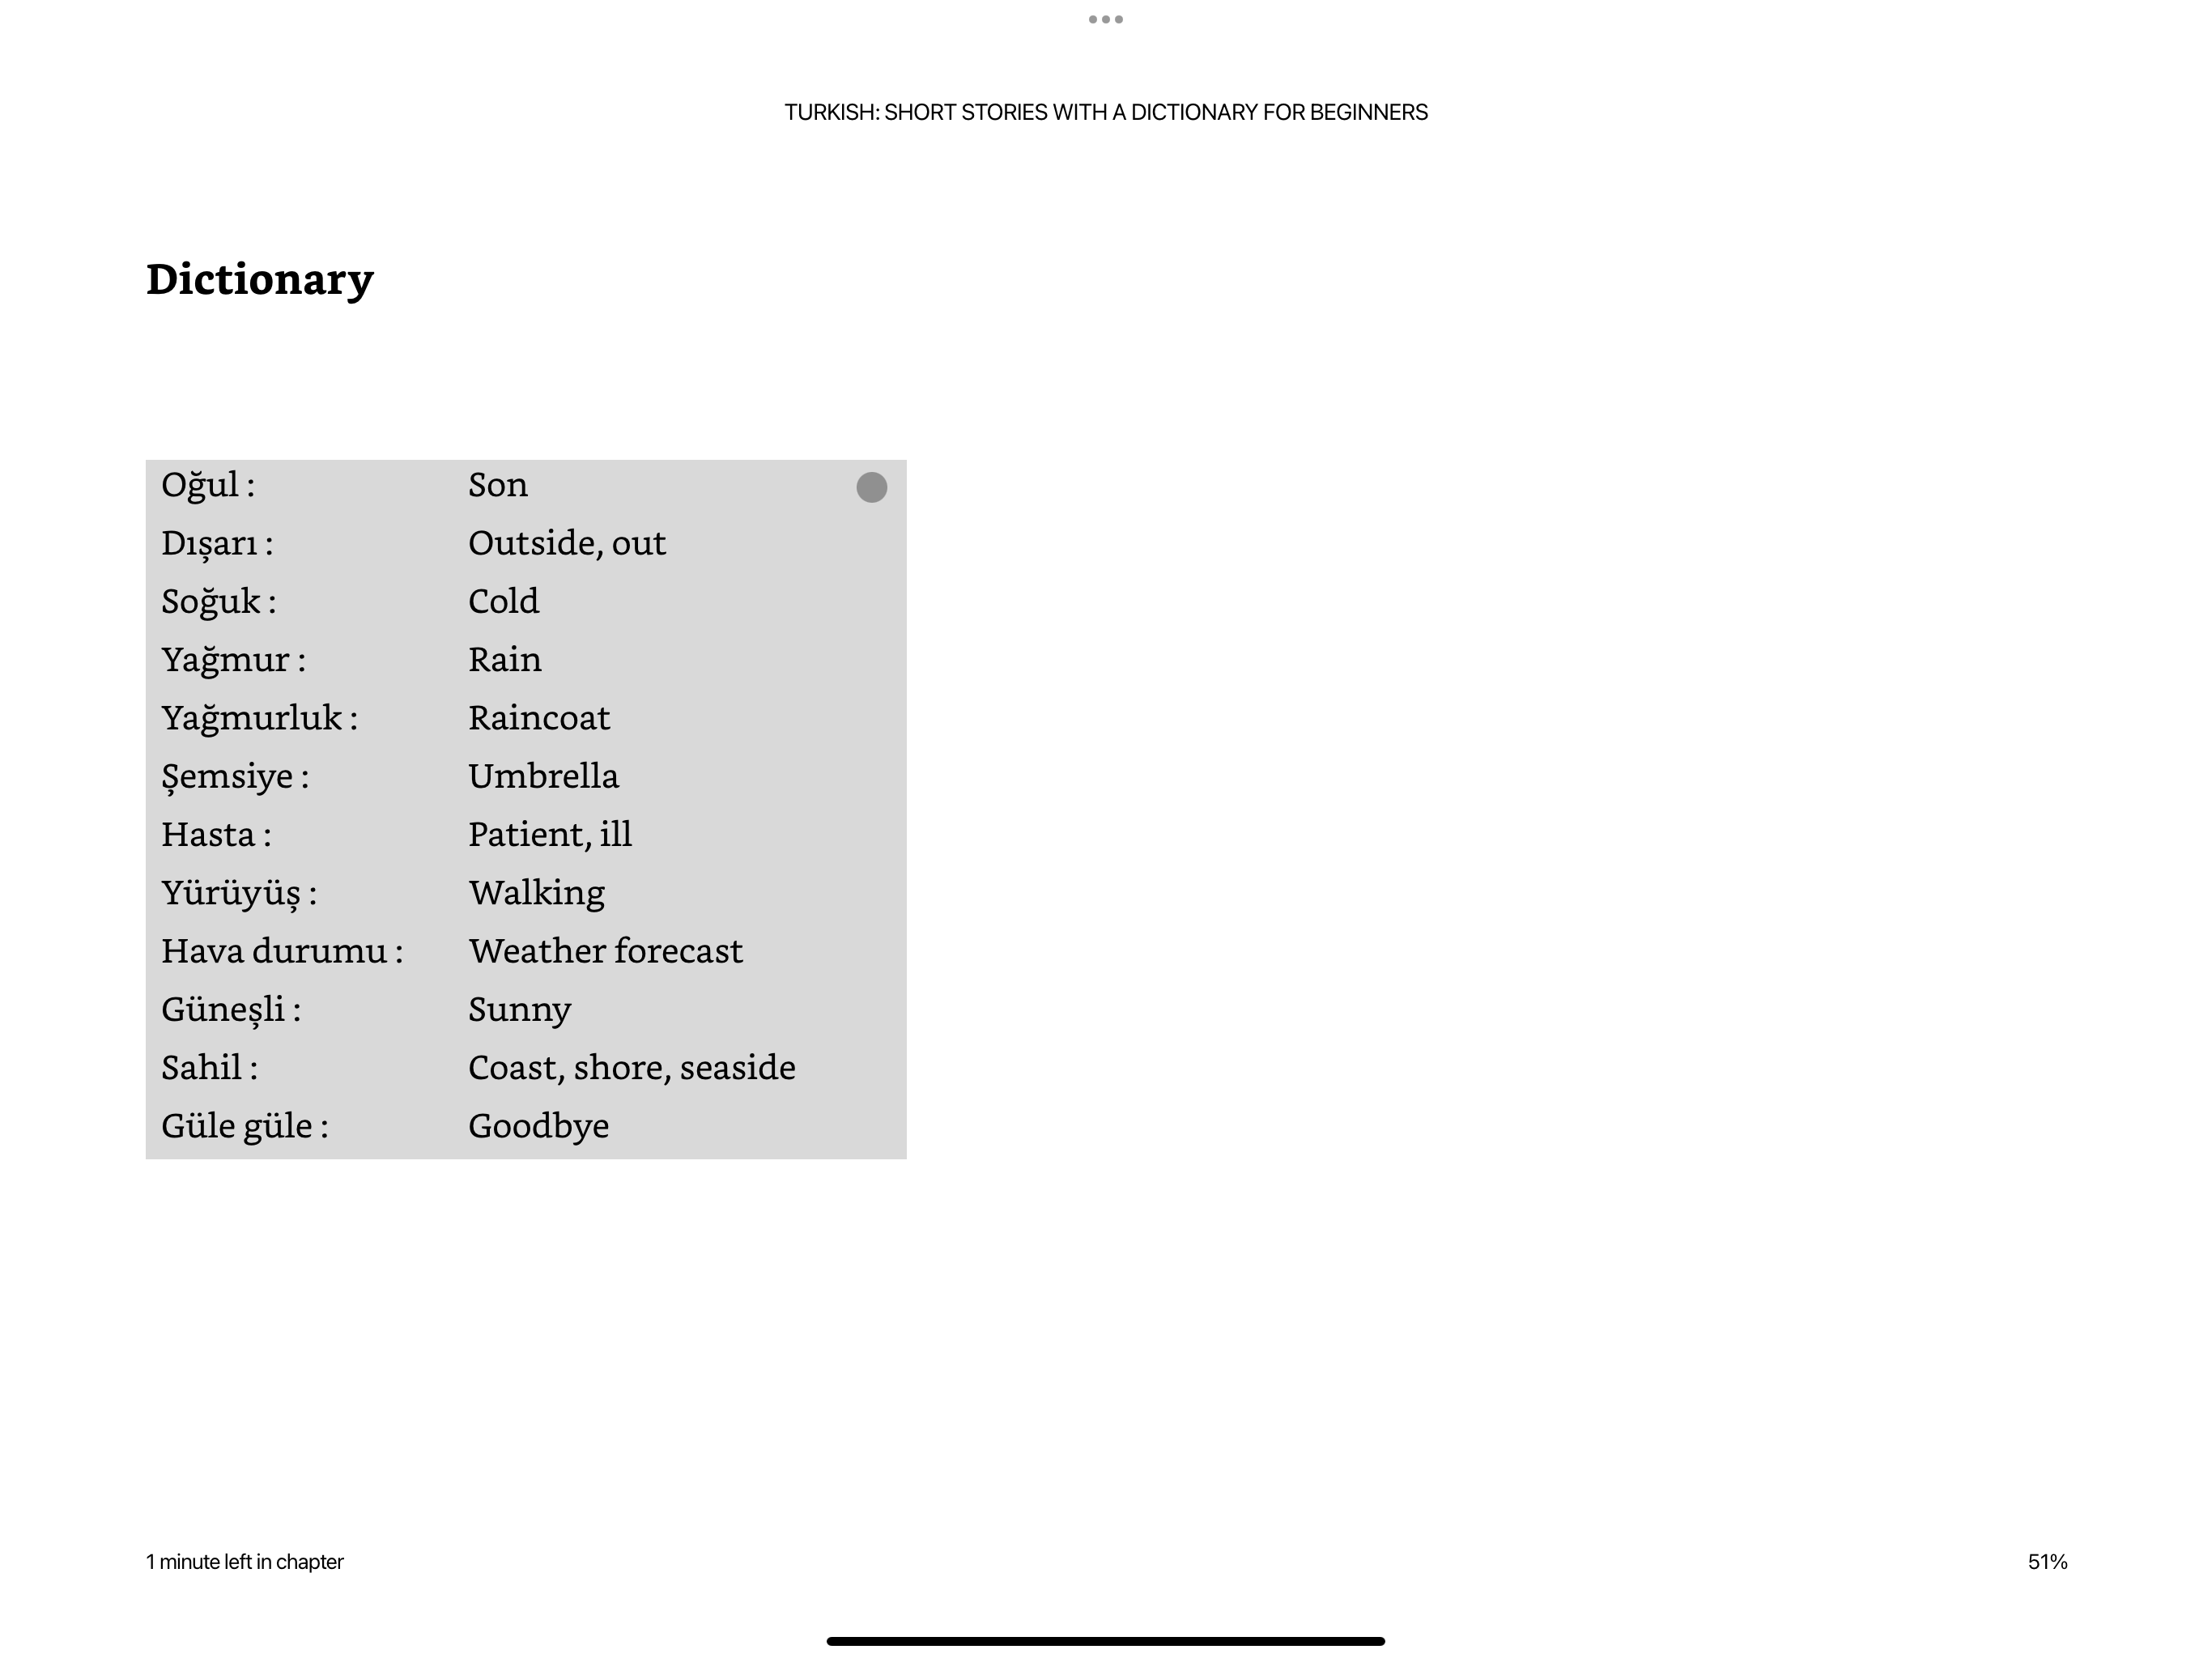 TURKISH: SHORT STORIES WITH A DICTIONARY FOR BEGINNERS
Dictionary
Oğul : Son
Dışarı : Outside, out
Soğuk : Cold
Yağmur : Rain
Yağmurluk : Raincoat
Şemsiye : Umbrella
Hasta : Patient, ill
Yürüyüş : Walking
Hava durumu : Weather forecast
Güneşli : Sunny
Sahil : Coast, shore, seaside
Güle güle : Goodbye
1 minute left in chapter 51%